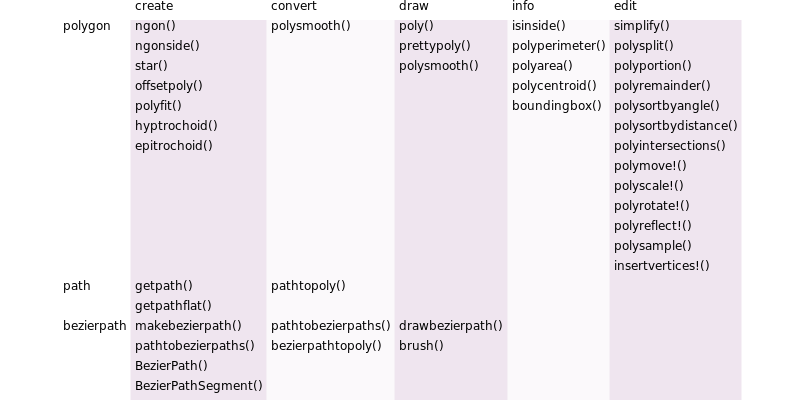 create convert draw info edit
polygon ngon() polysmooth() poly() isinside() simplify()
ngonside() prettypoly() polyperimeter() polysplit()
star() polysmooth() polyarea() polyportion()
offsetpoly() polycentroid() polyremainder()
polyfit() boundingbox() polysortbyangle()
hyptrochoid() polysortbydistance()
epitrochoid() polyintersections()
polymove!()
polyscale!()
polyrotate!()
polyreflect!()
polysample()
insertvertices!()
path getpath() pathtopoly()
getpathflat()
bezierpath makebezierpath() pathtobezierpaths() drawbezierpath()
pathtobezierpaths() bezierpathtopoly() brush()
BezierPath()
BezierPathSegment()